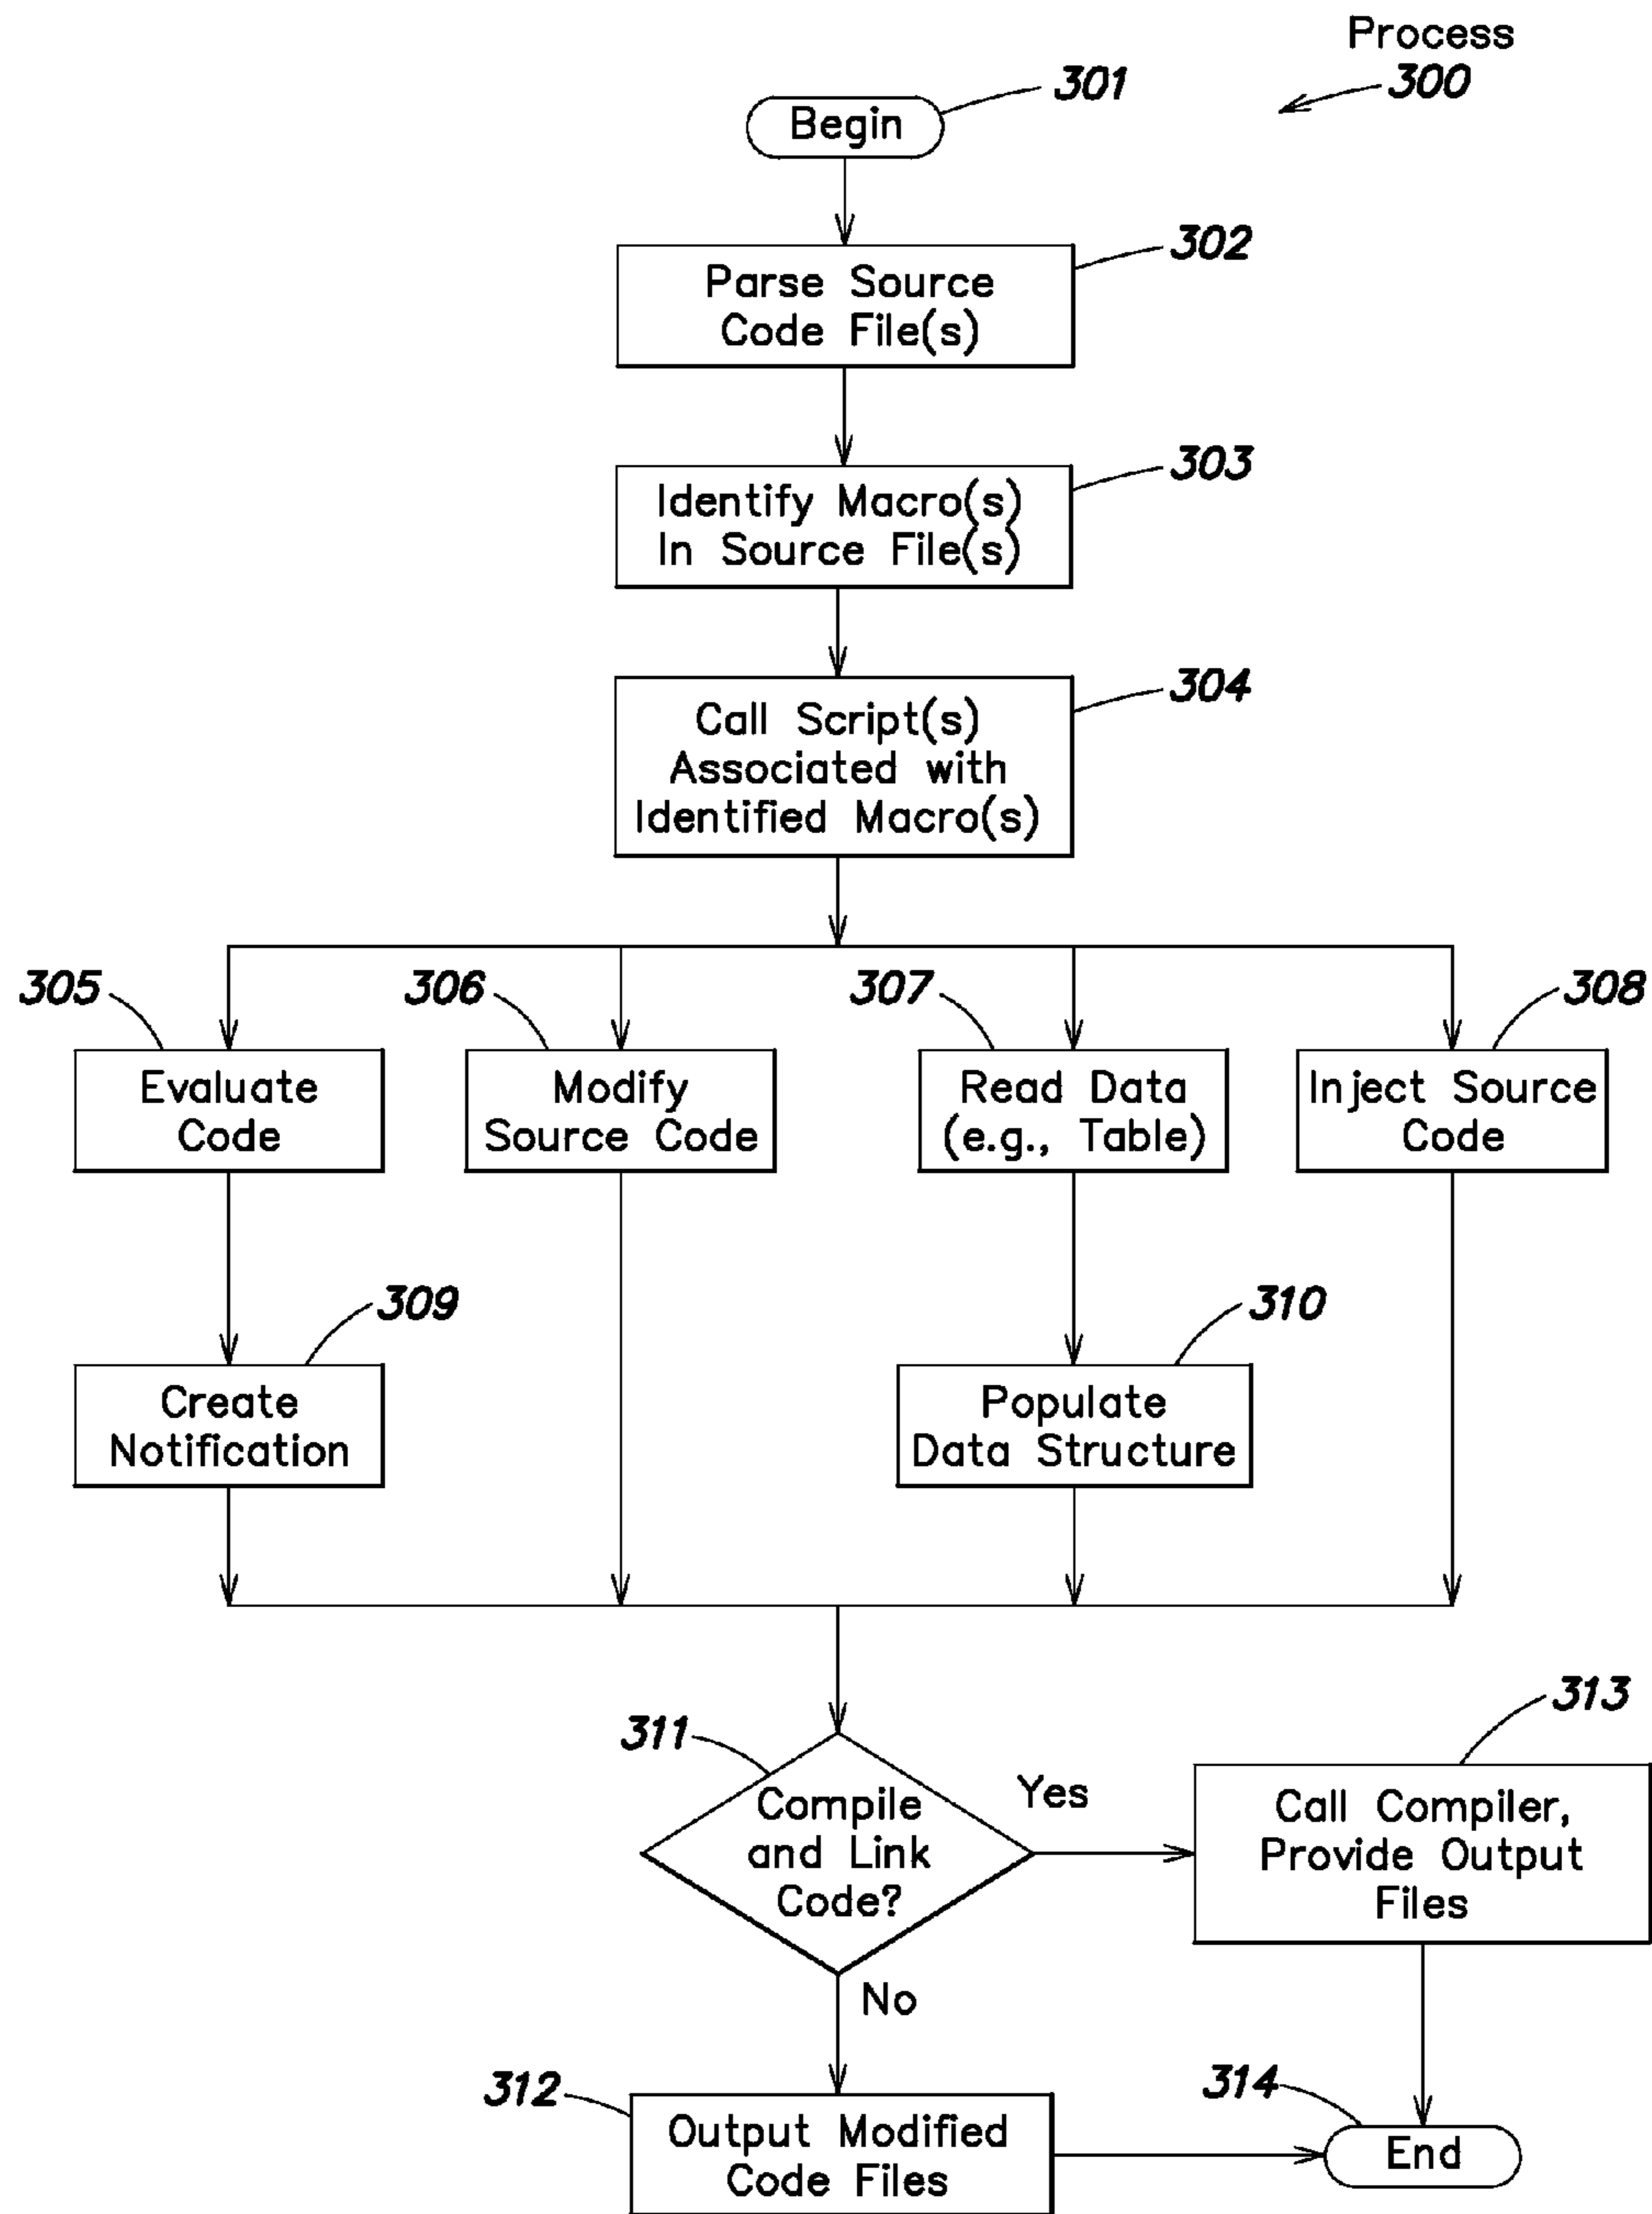 Process
300
301
Begin
302
Parse Source
Code File(s)
303
Identify Macro(s)
In Source File(s)
304
Call Script(s)
Associated with
Identified Macro(s)
305
306
307
308
Evaluate
Code
Modify
Source Code
Read Data
(e.g., Table)
Inject Source
Code
309
310
Create
Notification
Populate
Data Structure
311
Compile
and Link
Code?
Yes
313
Call Compiler,
Provide Output
Files
No
312
Output Modified
Code Files
314
End